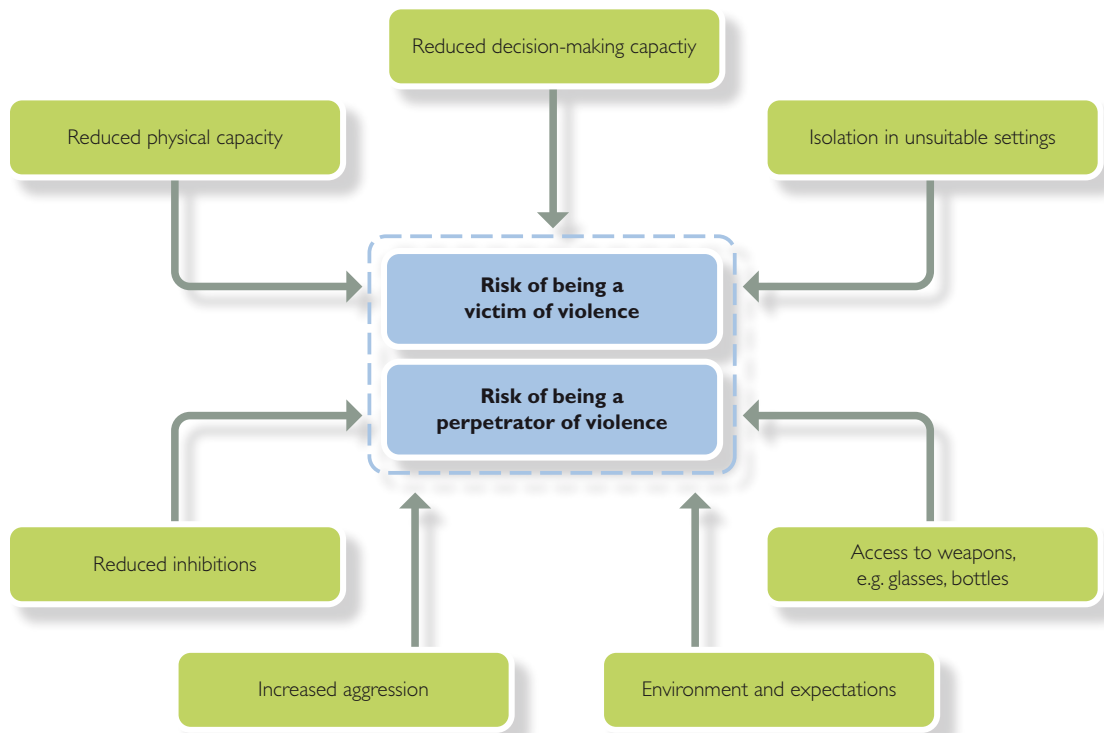 Reduced decision-making capactiy
Reduced physical capacity
Isolation in unsuitable settings
Risk of being a
victim of violence
Risk of being a
perpetrator of violence
Reduced inhibitions
Access to weapons,
e.g. glasses, bottles
Increased aggression
Environment and expectations